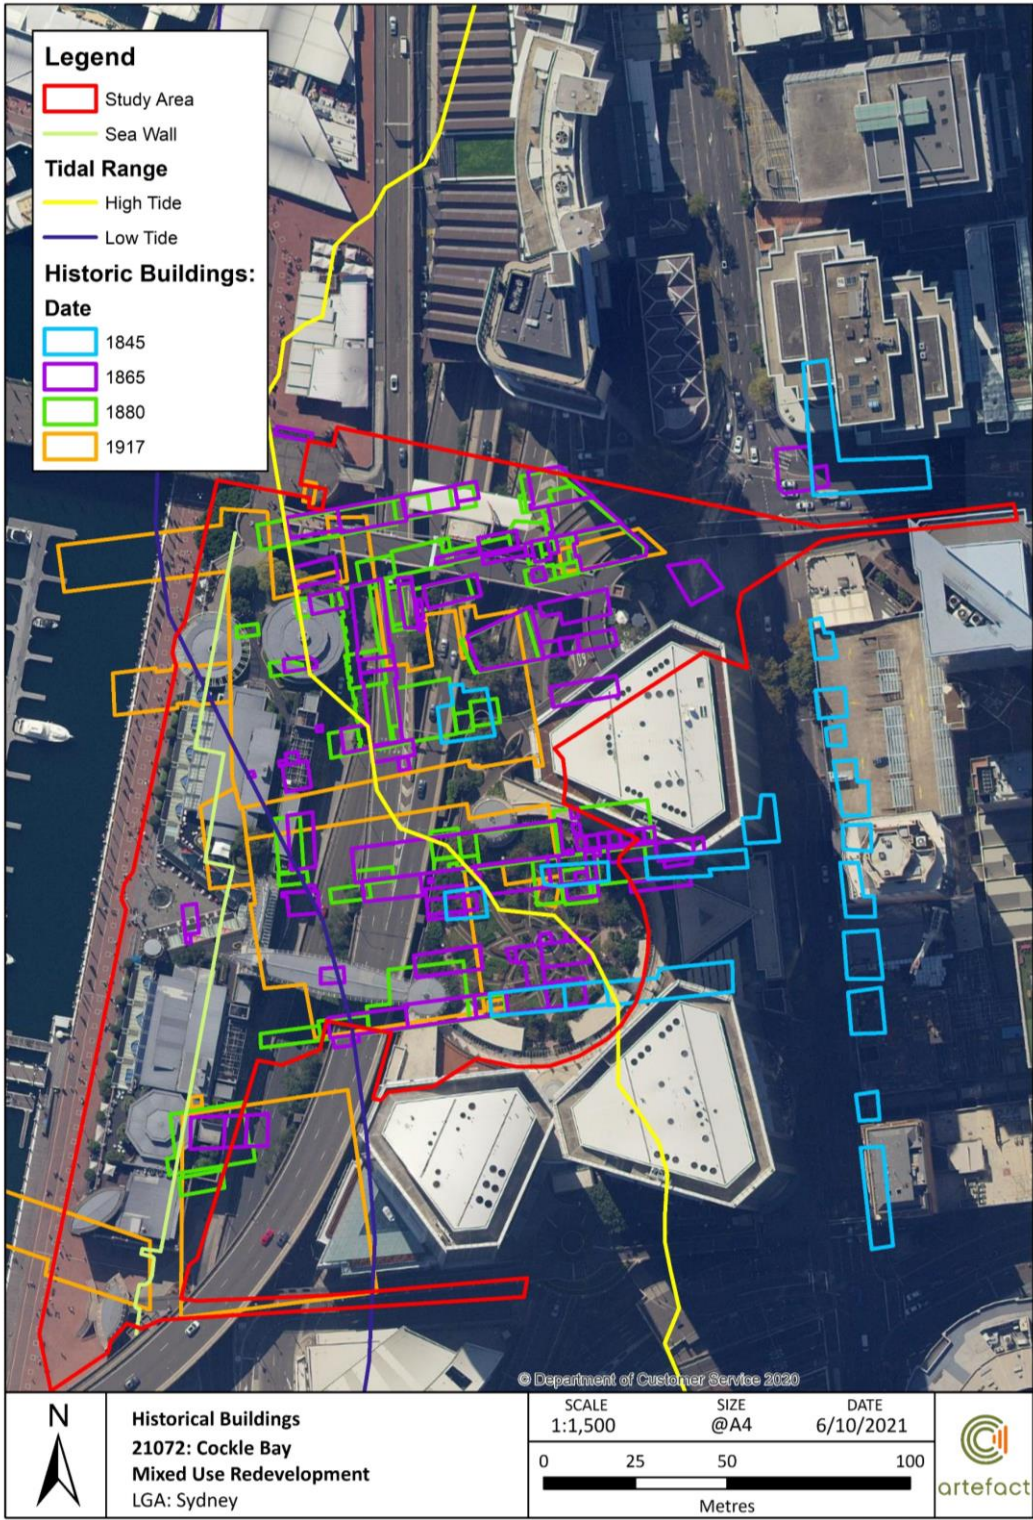 Legend
Study Area
Sea Wall
Tidal Range
High Tide
Low Tide
Historic Buildings:
Date
1845
1865
1880
1917
© Department of Customer Service 2020
N
Historical Buildings
21072: Cockle Bay
Mixed Use Redevelopment
LGA: Sydney
SCALE
1:1,500
SIZE
@A4
DATE
6/10/2021
0 25 50 100
Metres
artefact